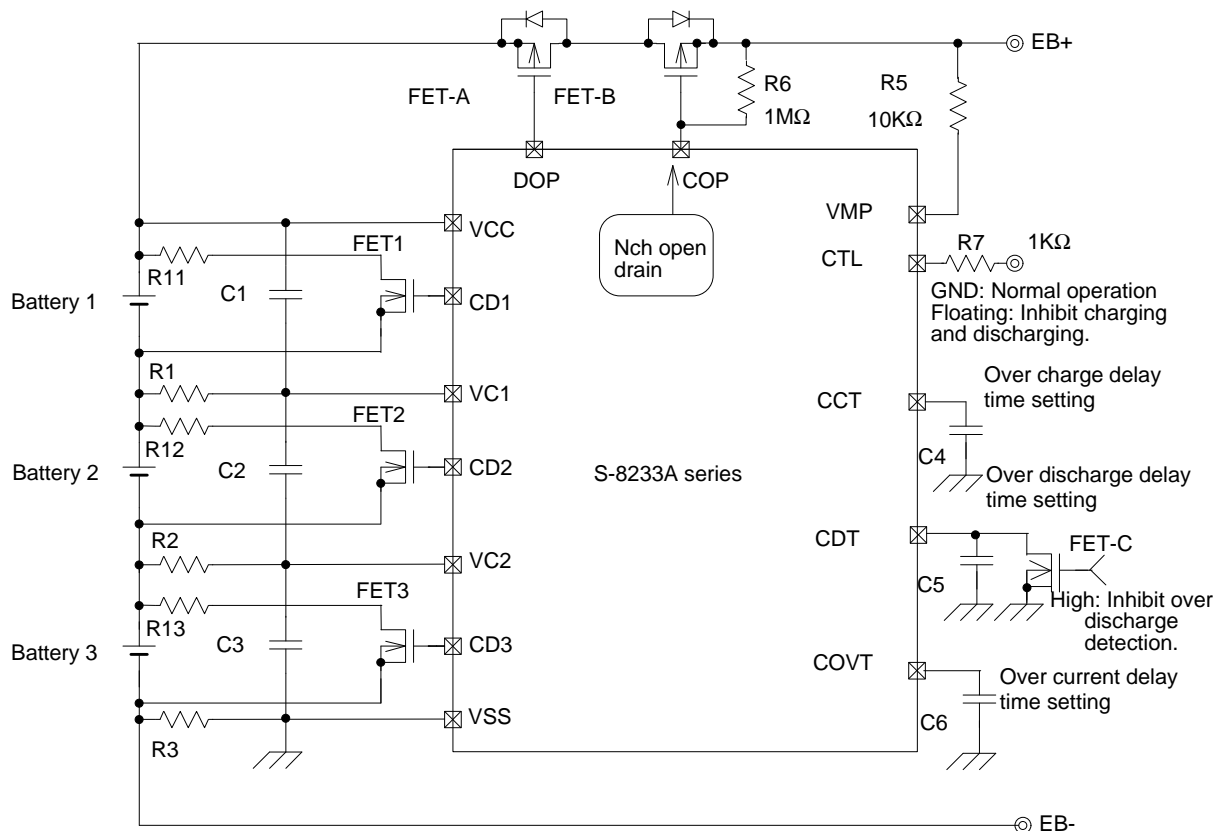 EB+
FET-A
FET-B
R6
1MΩ
R5
10KΩ
DOP
COP
VMP
VCC
Nch open
drain
FET1
R11
C1
CD1
Battery 1
CTL
R7
1KΩ
GND: Normal operation
Floating: Inhibit charging
and discharging.
R1
VC1
FET2
R12
C2
CD2
Battery 2
S-8233A series
CCT
Over charge delay
time setting
C4
Over discharge delay
time setting
R2
VC2
FET3
R13
C3
CD3
Battery 3
CDT
C5
FET-C
High: Inhibit over
discharge
detection.
COVT
Over current delay
time setting
C6
VSS
R3
EB-